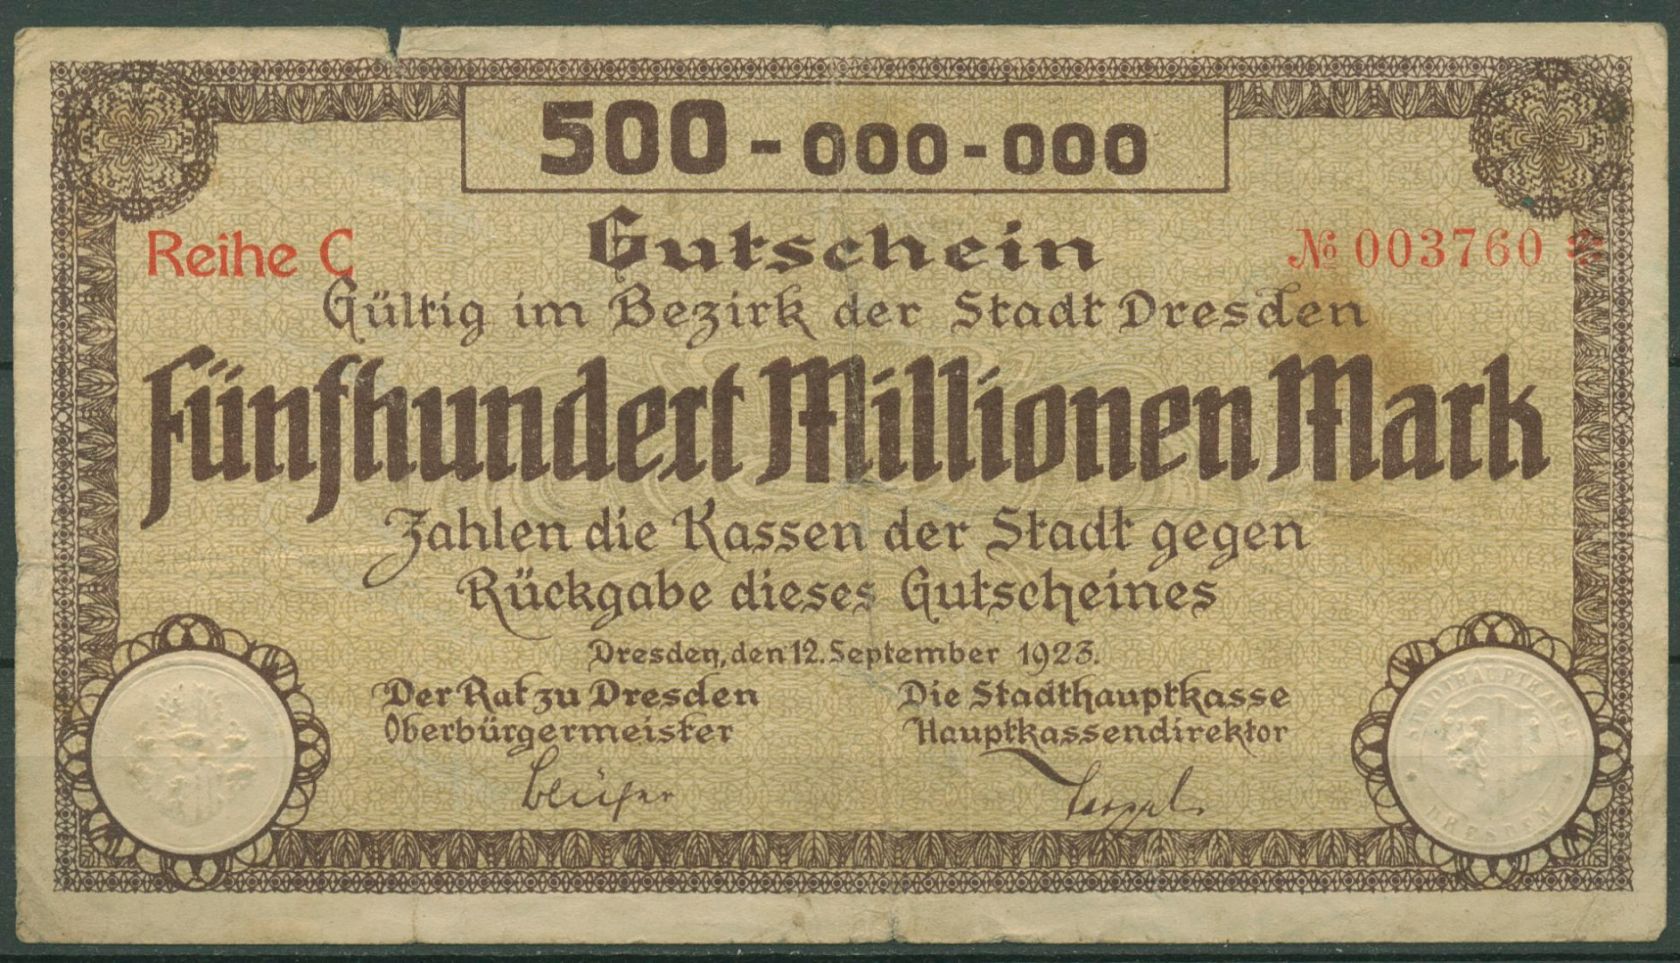 500-000-000
Reihe C
Gutschein
№ 003760
Gültig im Bezirk der Stadt Dresden
Fünfhundert Millionen Mark
Zahlen die Kassen der Stadt gegen
Rückgabe dieses Gutscheines
Dresden, den 12. September 1923.
Der Rat zu Dresden
Oberbürgermeister
Die Stadthauptkasse
Hauptkassendirektor
STADTHAUPTKASSE
DRESDEN